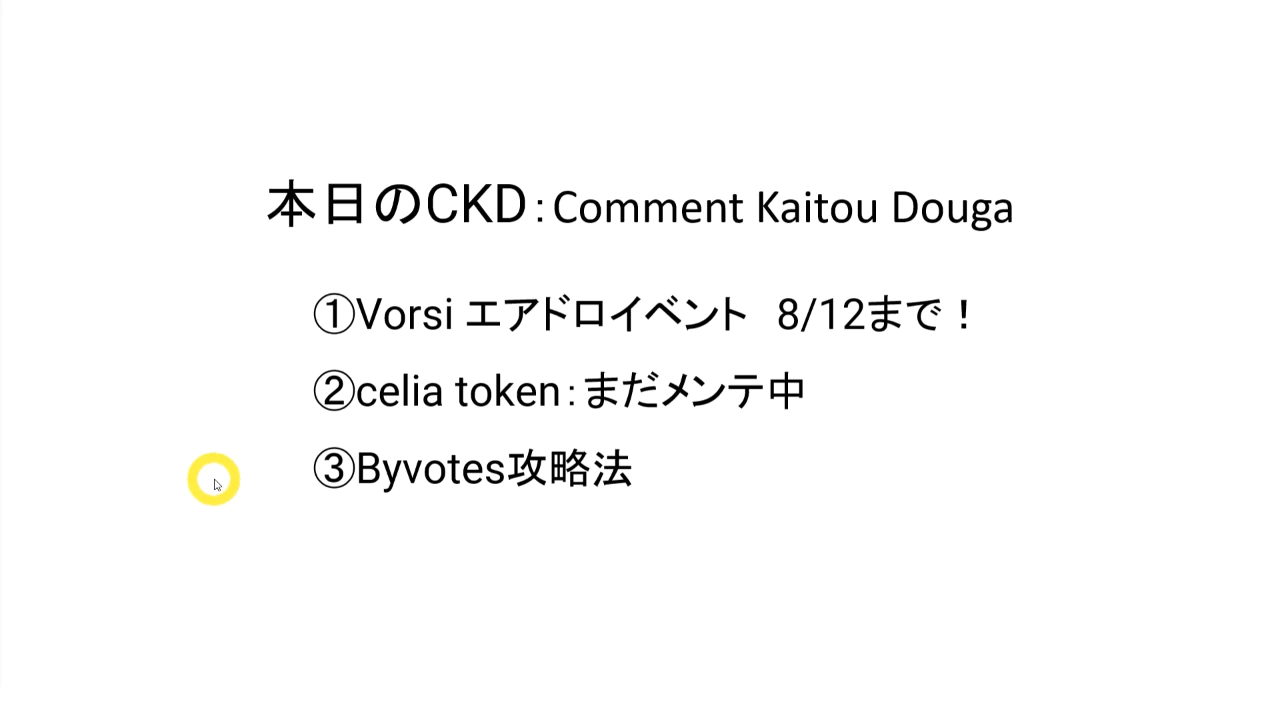 本日のCKD：Comment Kaitou Douga
①Vorsi エアドロイベント　8/12まで！
②celia token：まだメンテ中
③Byvotes攻略法